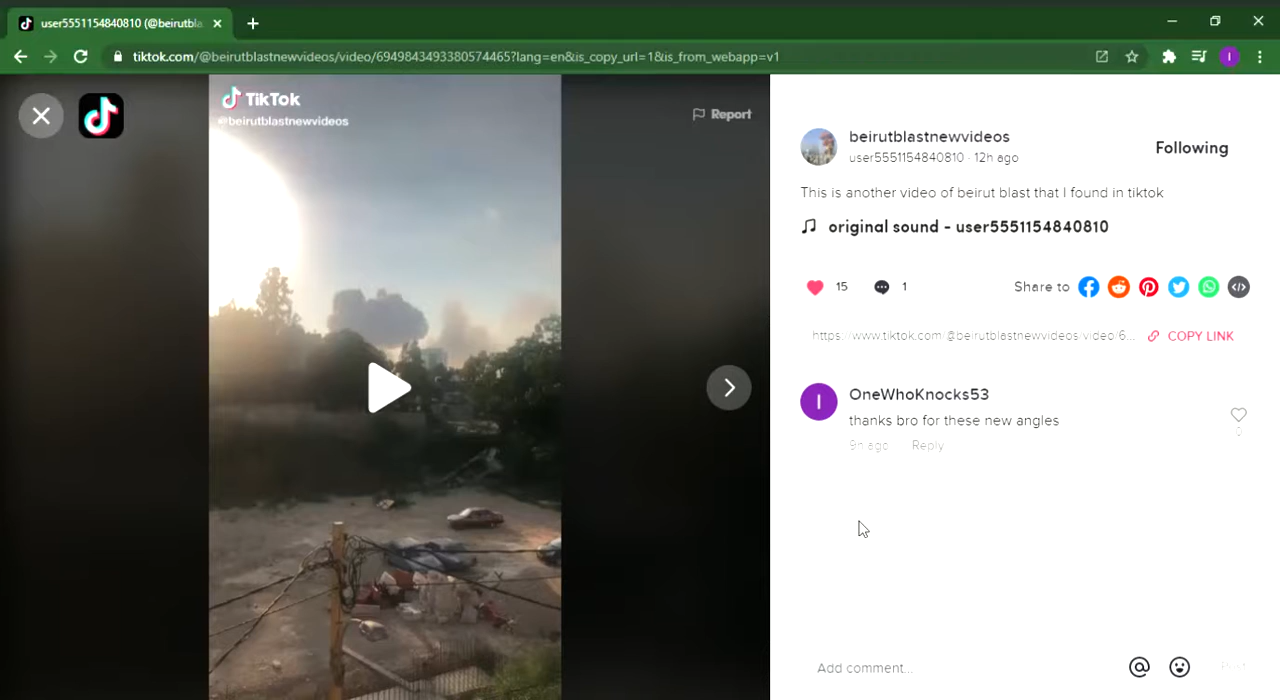 user5551154840810 (@beirutbla
tiktok.com/@beirutblastnewvideos/video/6949843493380574465?lang=en&is_copy_url=1&is_from_webapp=v1
TikTok
@beirutblastnewvideos
Report
beirutblastnewvideos
user5551154840810 · 12h ago
Following
This is another video of beirut blast that I found in tiktok
original sound - user5551154840810
15
1
Share to
https://www.tiktok.com/@beirutblastnewvideos/video/6...
COPY LINK
I
OneWhoKnocks53
thanks bro for these new angles
9h ago
Reply
0
Add comment...
Post